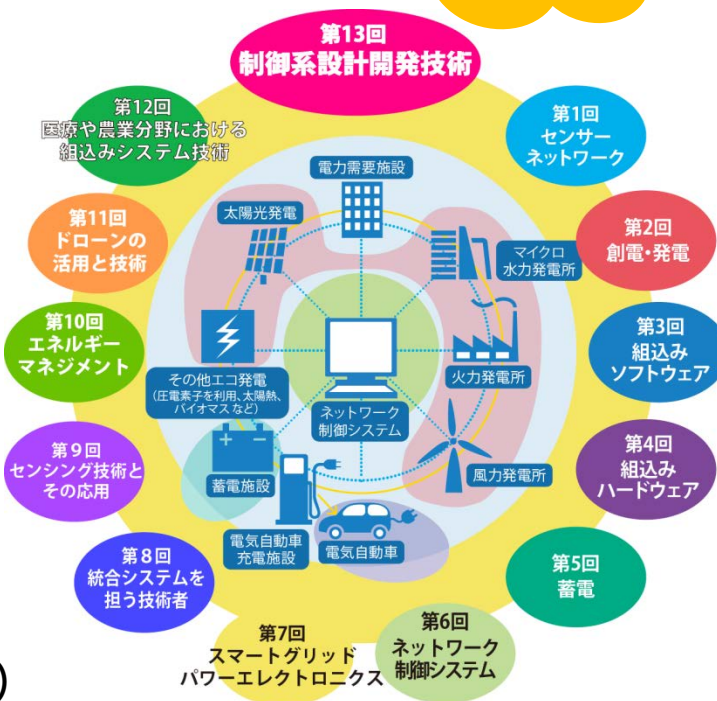 第13回
制御系設計開発技術
第12回
医療や農業分野における
組込みシステム技術
第1回
センサー
ネットワーク
電力需要施設
太陽光発電
第11回
ドローンの
活用と技術
マイクロ
水力発電所
第2回
創電・発電
第10回
エネルギー
マネジメント
第3回
組込み
ソフトウェア
その他エコ発電
(圧電素子を利用、太陽熱、
バイオマスなど)
ネットワーク
制御システム
火力発電所
第9回
センシング技術と
その応用
蓄電施設
風力発電所
第4回
組込み
ハードウェア
電気自動車
充電施設
電気自動車
第8回
統合システムを
担う技術者
第5回
蓄電
第7回
スマートグリッド
パワーエレクトロニクス
第6回
ネットワーク
制御システム
)